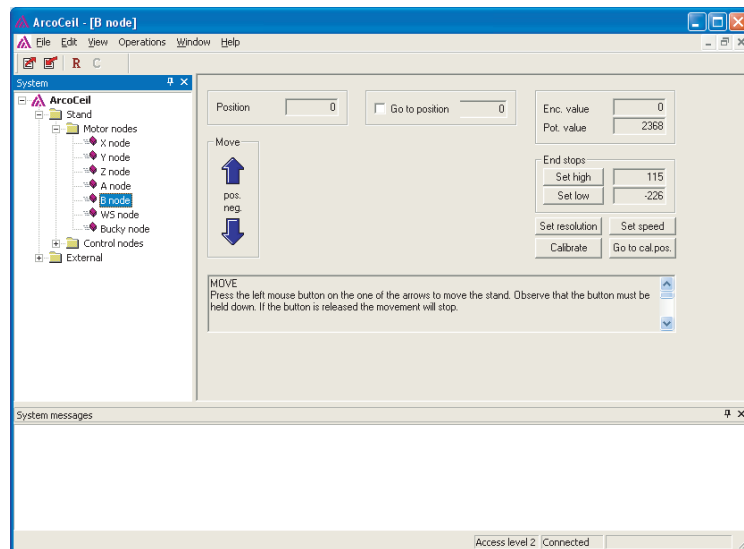 ArcoCeil - [B node]
File Edit View Operations Window Help
R C
System
ArcoCeil
Stand
Motor nodes
X node
Y node
Z node
A node
B node
WS node
Bucky node
Control nodes
External
Position 0
Go to position 0
Enc. value 0
Pot. value 2368
Move
pos.
neg.
End stops
Set high 115
Set low -226
Set resolution Set speed
Calibrate Go to cal.pos.
MOVE
Press the left mouse button on the one of the arrows to move the stand. Observe that the button must be
held down. If the button is released the movement will stop.
System messages
Access level 2 Connected